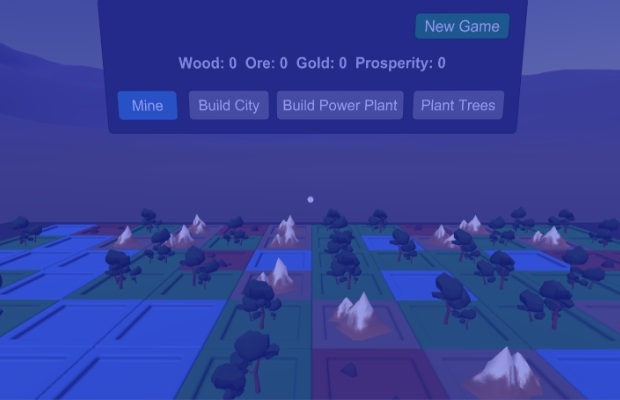 New Game
Wood: 0 Ore: 0 Gold: 0 Prosperity: 0
Mine Build City Build Power Plant Plant Trees